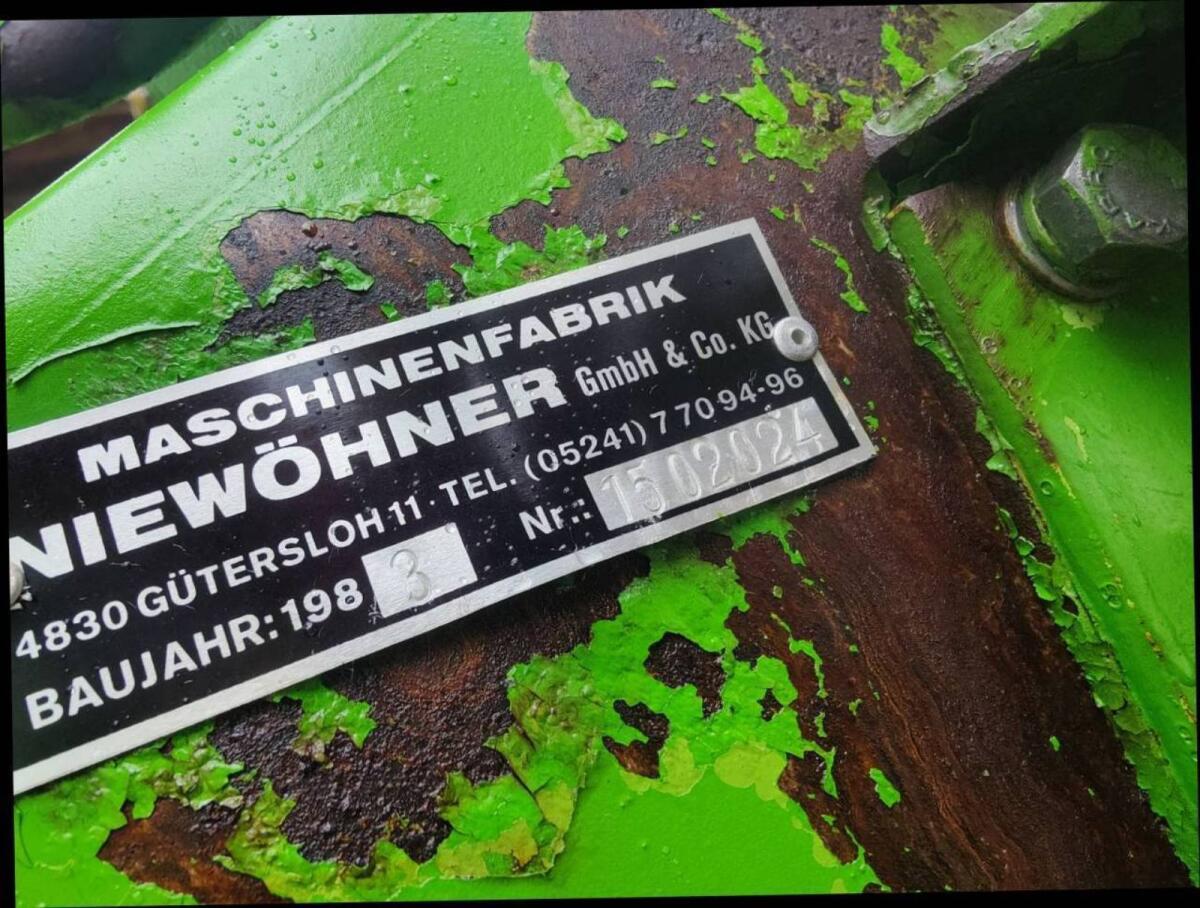 MASCHINENFABRIK
NIEWÖHNER GmbH & Co. KG
4830 GÜTERSLOH 11 · TEL. (05241) 7 70 94-96
BAUJAHR: 198 3 Nr.: 1502024